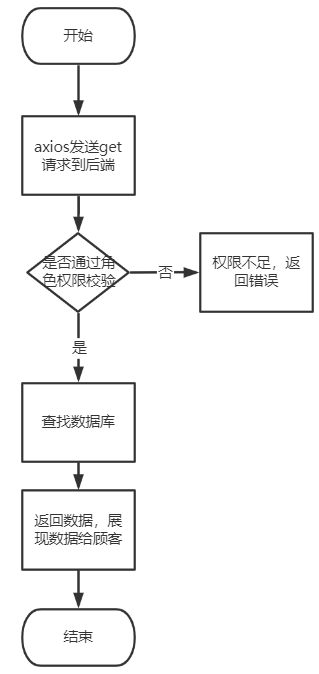 开始
axios发送get
请求到后端
是否通过角
色权限校验
否
权限不足，返
回错误
是
查找数据库
返回数据，展
现数据给顾客
结束